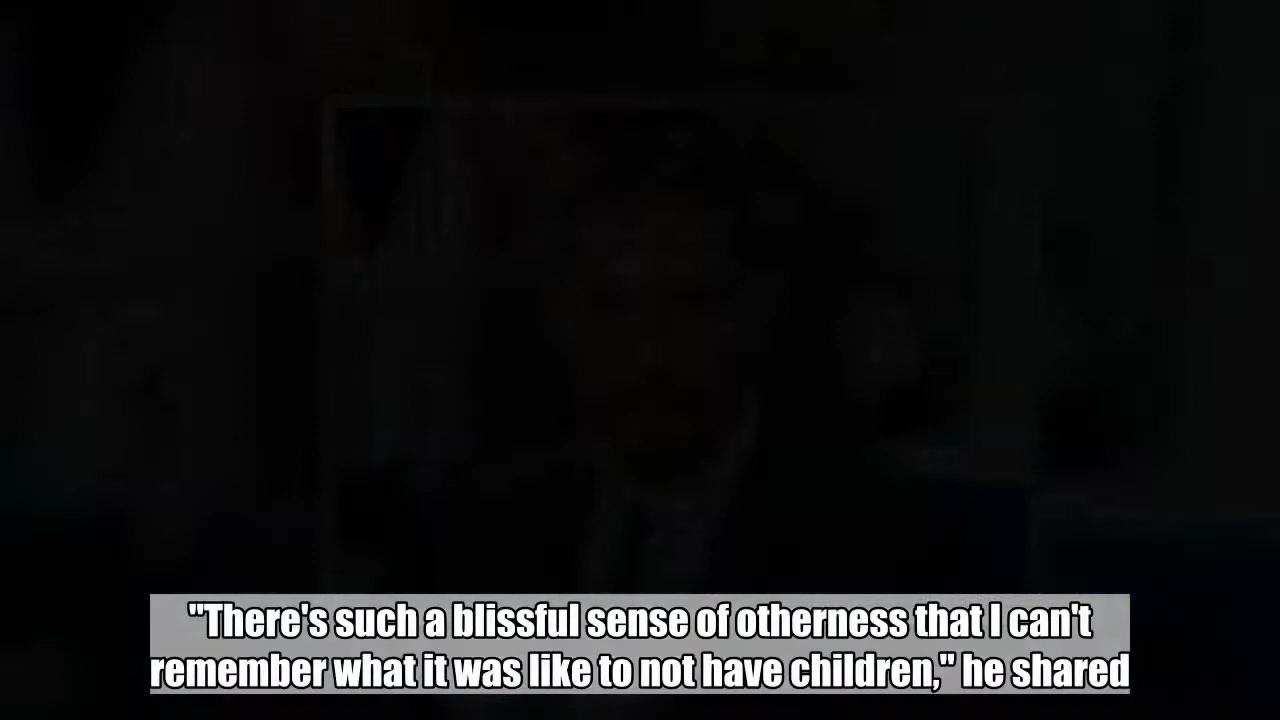 "There's such a blissful sense of otherness that I can't
remember what it was like to not have children," he shared